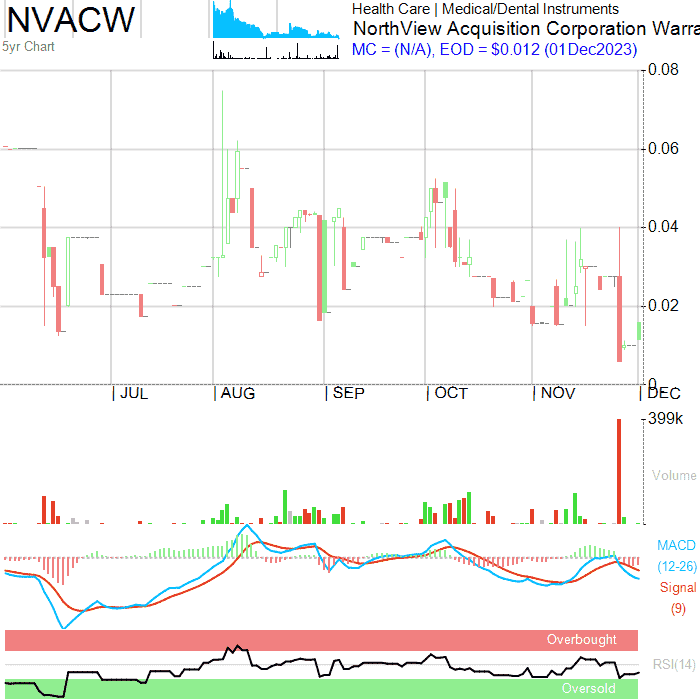 NVACW
5yr Chart
Health Care | Medical/Dental Instruments
NorthView Acquisition Corporation Warra
MC = (N/A), EOD = $0.012 (01Dec2023)
0.08
0.06
0.04
0.02
0
JUL
AUG
SEP
OCT
NOV
DEC
399k
Volume
MACD
(12-26)
Signal
(9)
Overbought
RSI(14)
Oversold